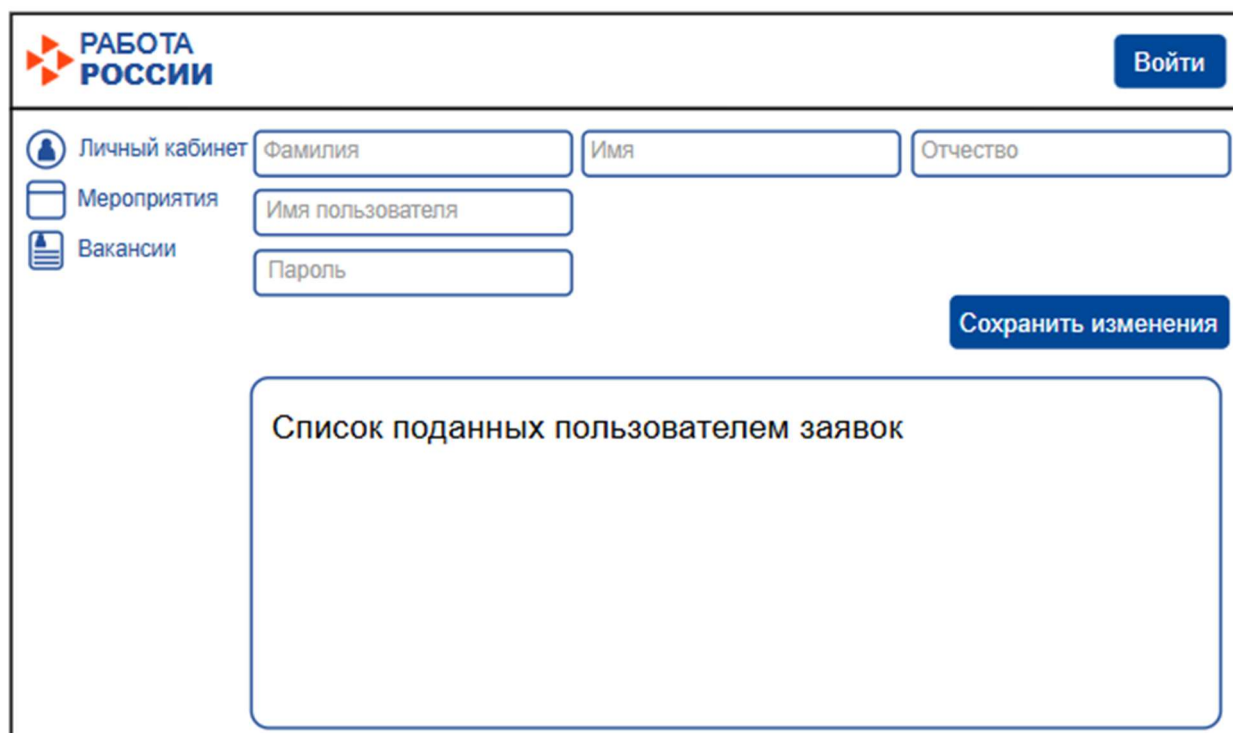 РАБОТА
РОССИИ
Войти
Личный кабинет
Мероприятия
Вакансии
Фамилия
Имя
Отчество
Имя пользователя
Пароль
Сохранить изменения
Список поданных пользователем заявок